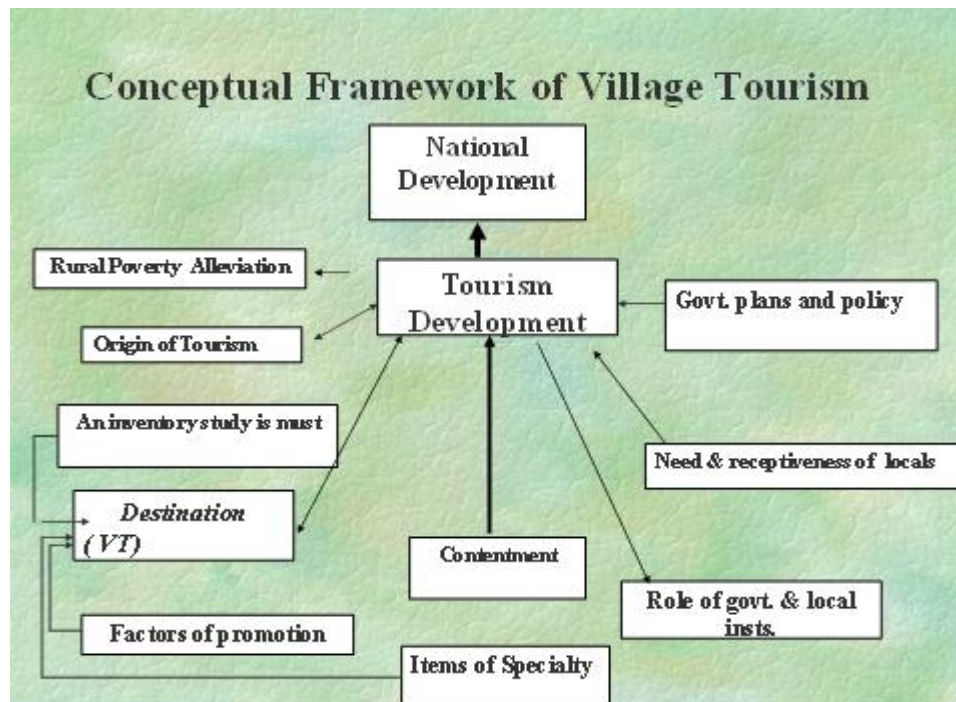 Conceptual Framework of Village Tourism
National
Development
Rural Poverty Alleviation
Tourism
Development
Govt. plans and policy
Origin of Tourism
An inventory study is must
Need & receptiveness of locals
Destination
( VT)
Contentment
Role of govt. & local
insts.
Factors of promotion
Items of Specialty